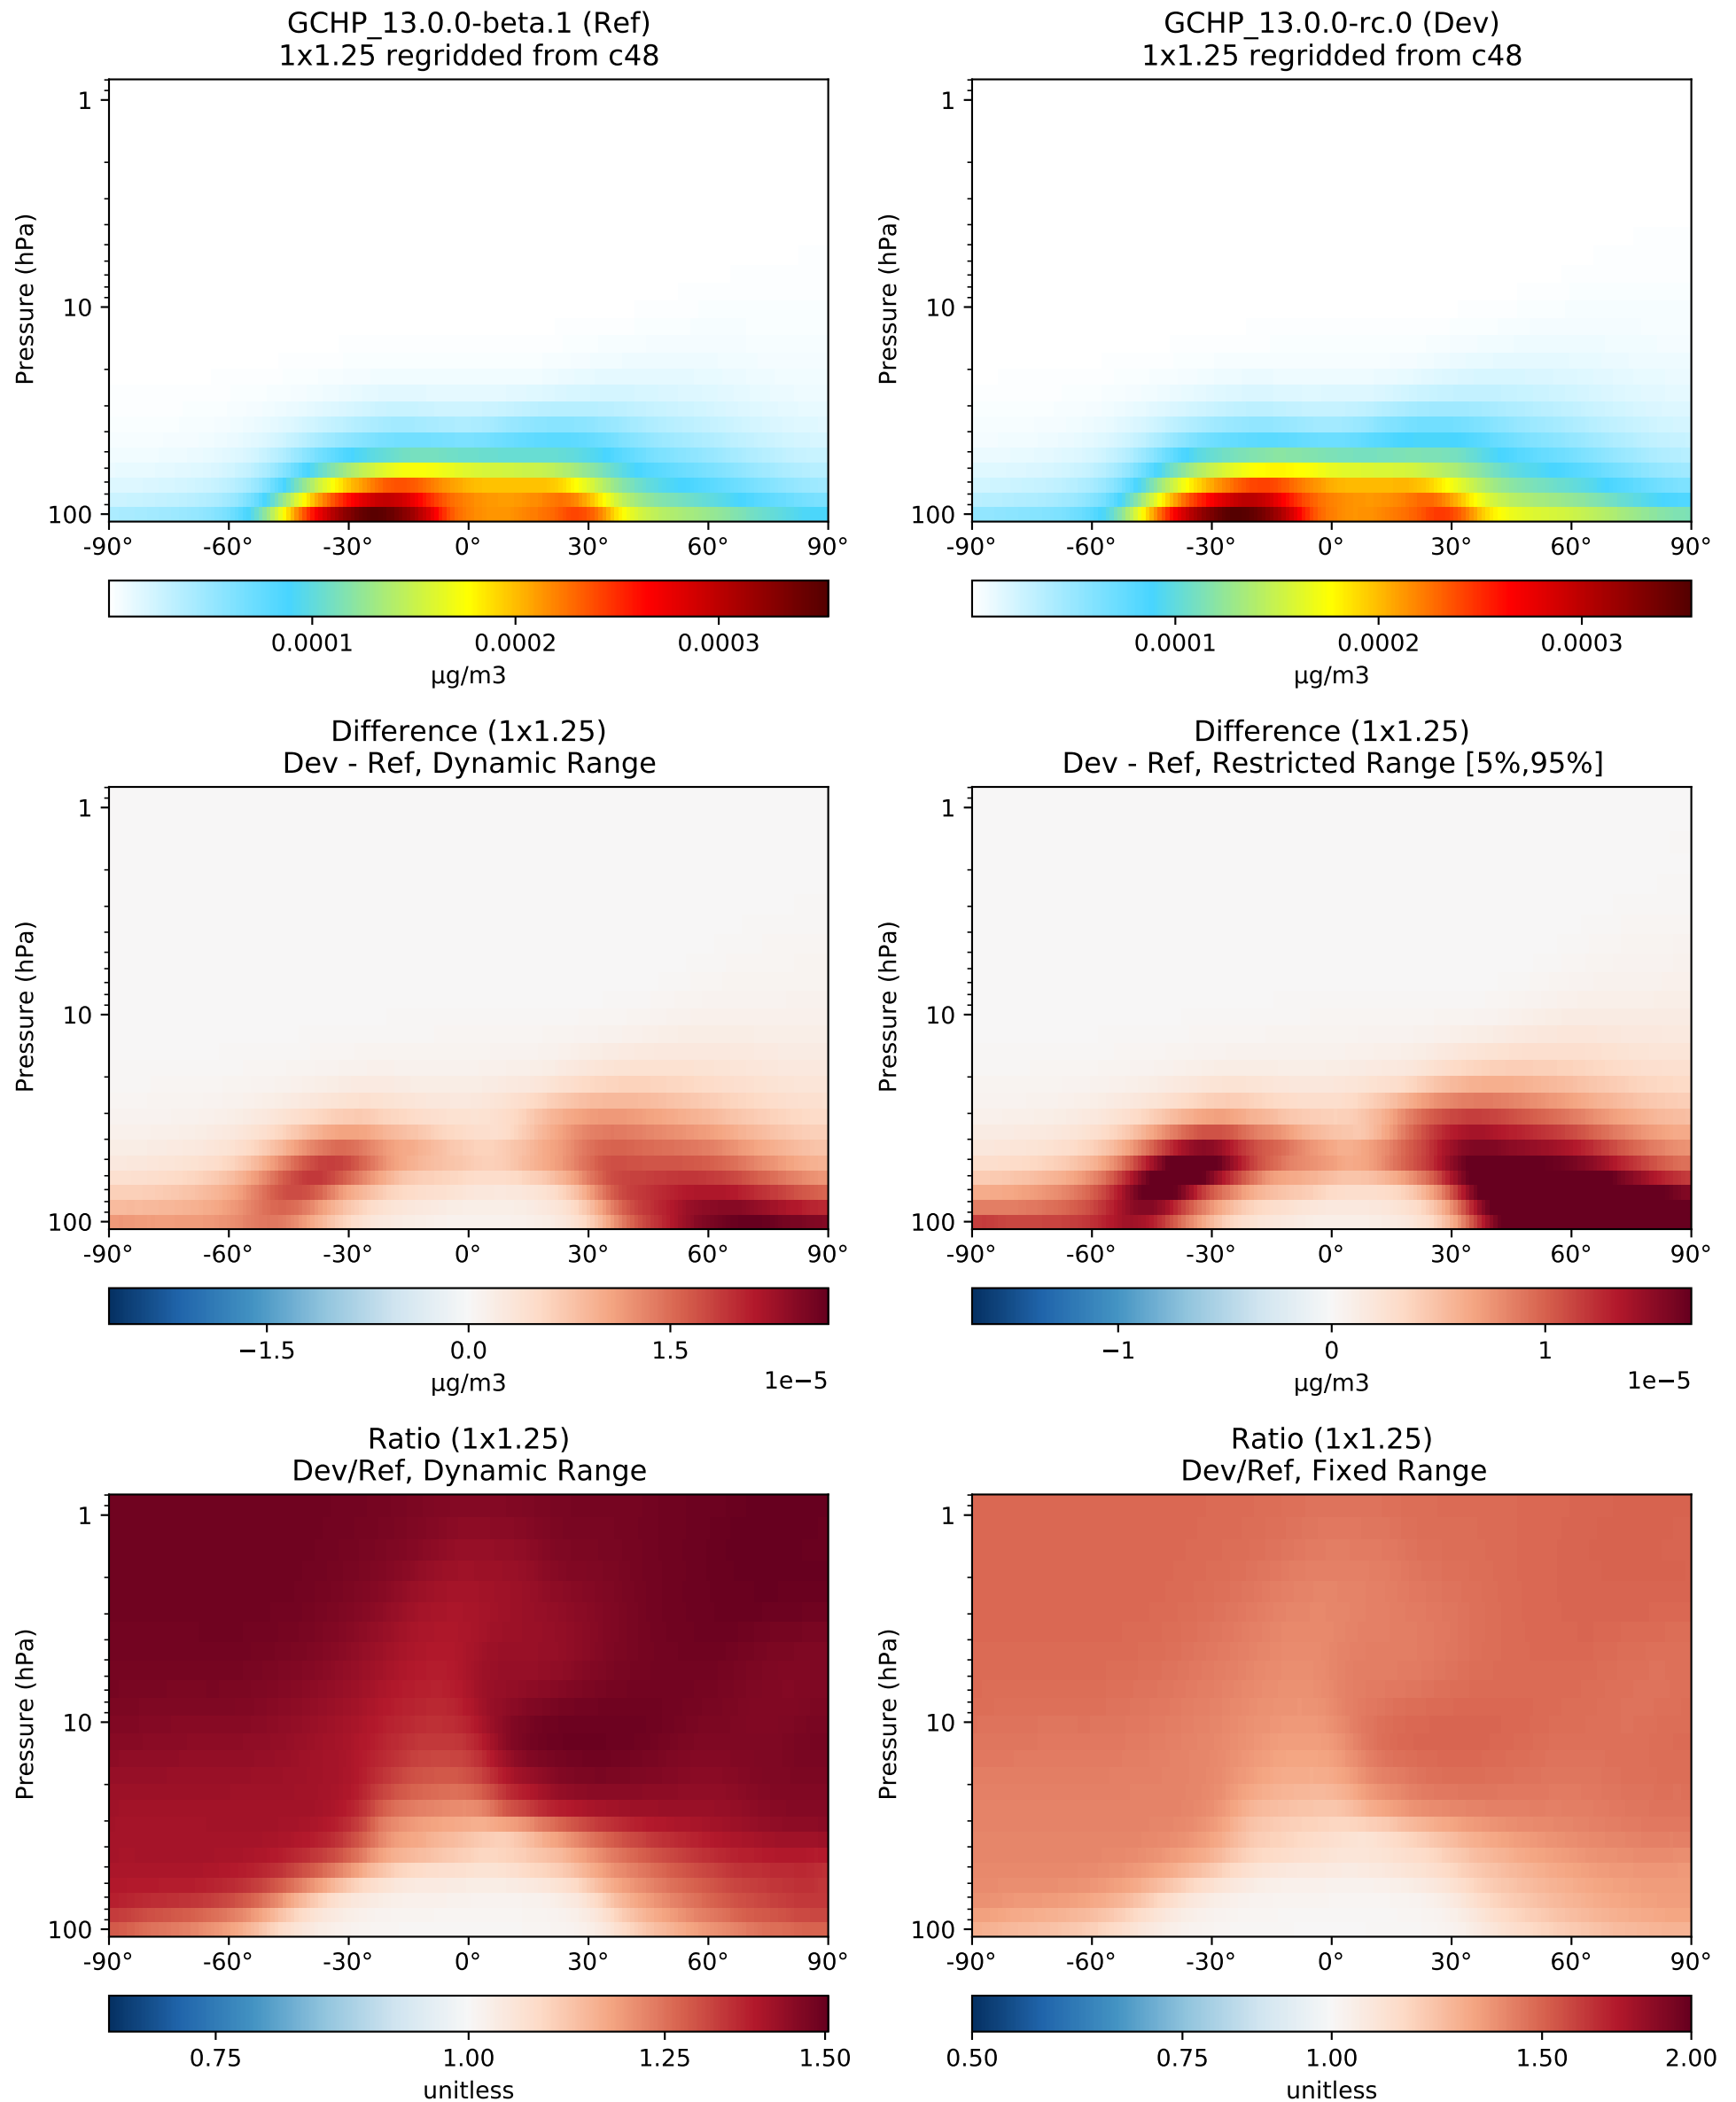 GCHP_13.0.0-beta.1 (Ref)
1x1.25 regridded from c48
Pressure (hPa)
1
10
100
-90° -60° -30° 0° 30° 60° 90°
0.0001 0.0002 0.0003
µg/m3
GCHP_13.0.0-rc.0 (Dev)
1x1.25 regridded from c48
Pressure (hPa)
1
10
100
-90° -60° -30° 0° 30° 60° 90°
0.0001 0.0002 0.0003
µg/m3
Difference (1x1.25)
Dev - Ref, Dynamic Range
Pressure (hPa)
1
10
100
-90° -60° -30° 0° 30° 60° 90°
−1.5 0.0 1.5
µg/m3
1e−5
Difference (1x1.25)
Dev - Ref, Restricted Range [5%,95%]
Pressure (hPa)
1
10
100
-90° -60° -30° 0° 30° 60° 90°
−1 0 1
µg/m3
1e−5
Ratio (1x1.25)
Dev/Ref, Dynamic Range
Pressure (hPa)
1
10
100
-90° -60° -30° 0° 30° 60° 90°
0.75 1.00 1.25 1.50
unitless
Ratio (1x1.25)
Dev/Ref, Fixed Range
Pressure (hPa)
1
10
100
-90° -60° -30° 0° 30° 60° 90°
0.50 0.75 1.00 1.50 2.00
unitless